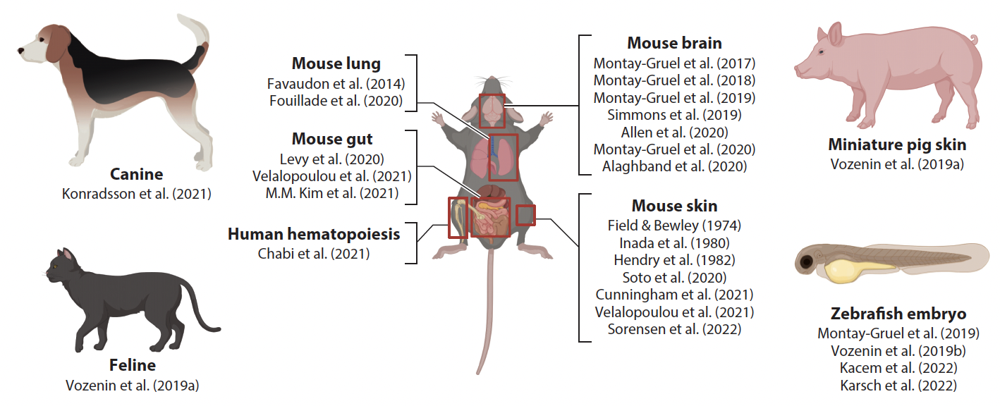 Canine
Konradsson et al. (2021)
Feline
Vozenin et al. (2019a)
Mouse lung
Favaudon et al. (2014)
Fouillade et al. (2020)
Mouse gut
Levy et al. (2020)
Velalopoulou et al. (2021)
M.M. Kim et al. (2021)
Human hematopoiesis
Chabi et al. (2021)
Mouse brain
Montay-Gruel et al. (2017)
Montay-Gruel et al. (2018)
Montay-Gruel et al. (2019)
Simmons et al. (2019)
Allen et al. (2020)
Montay-Gruel et al. (2020)
Alaghband et al. (2020)
Mouse skin
Field & Bewley (1974)
Inada et al. (1980)
Hendry et al. (1982)
Soto et al. (2020)
Cunningham et al. (2021)
Velalopoulou et al. (2021)
Sorensen et al. (2022)
Miniature pig skin
Vozenin et al. (2019a)
Zebrafish embryo
Montay-Gruel et al. (2019)
Vozenin et al. (2019b)
Kacem et al. (2022)
Karsch et al. (2022)